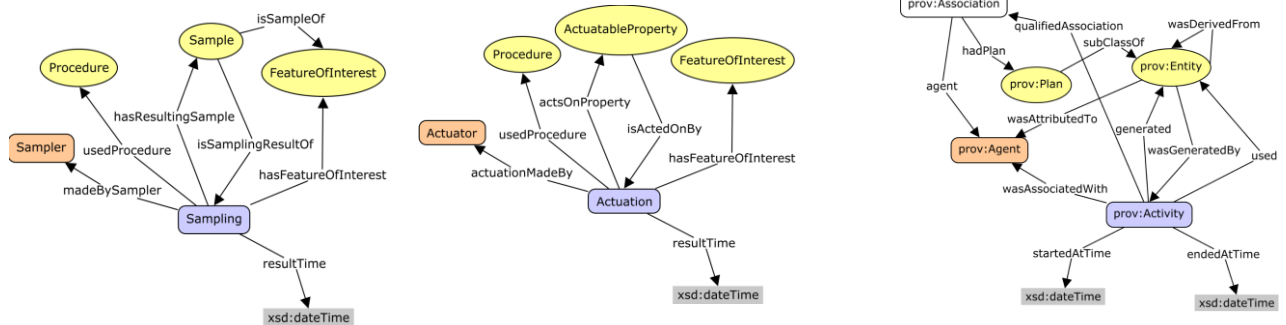 isSampleOf
Sample
Procedure
FeatureOfInterest
hasResultingSample
Sampler
usedProcedure
isSamplingResultOf
madeBySampler
hasFeatureOfInterest
Sampling
resultTime
xsd:dateTime
ActuatableProperty
Procedure
FeatureOfInterest
actsOnProperty
Actuator
usedProcedure
isActedOnBy
actuationMadeBy
hasFeatureOfInterest
Actuation
resultTime
xsd:dateTime
prov:Association
qualifiedAssociation
wasDerivedFrom
hadPlan
subClassOf
prov:Entity
agent
prov:Plan
wasAttributedTo
generated
prov:Agent
wasGeneratedBy
used
wasAssociatedWith
prov:Activity
startedAtTime
endedAtTime
xsd:dateTime
xsd:dateTime